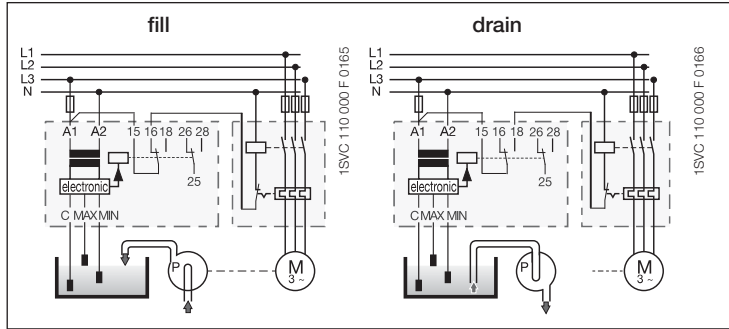 fill
L1
L2
L3
N
A1 A2 15 16 18 26 28
25
electronic
C MAX MIN
P
M
3 ~
1SVC 110 000 F 0165
drain
L1
L2
L3
N
A1 A2 15 16 18 26 28
25
electronic
C MAX MIN
P
M
3 ~
1SVC 110 000 F 0166